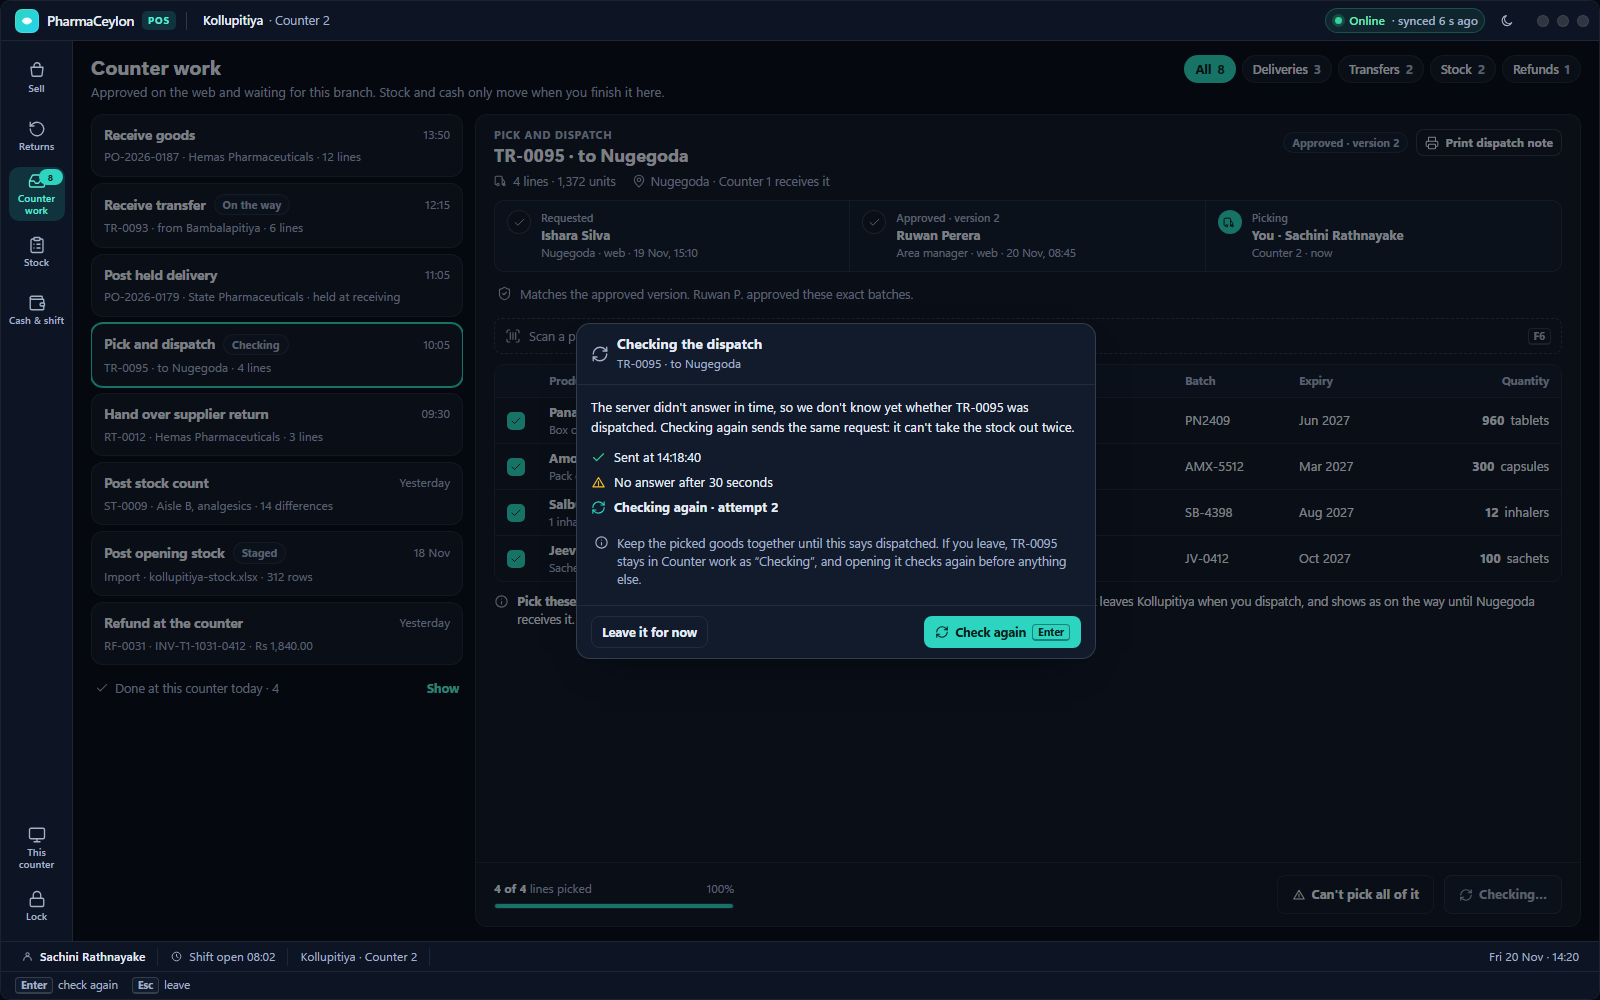 PharmaCeylon POS Kollupitiya · Counter 2
Online · synced 6 s ago
Sell
Returns
8
Counter work
Stock
Cash & shift
This counter
Lock
Counter work
Approved on the web and waiting for this branch. Stock and cash only move when you finish it here.
All 8
Deliveries 3
Transfers 2
Stock 2
Refunds 1
Receive goods 13:50
PO-2026-0187 · Hemas Pharmaceuticals · 12 lines
Receive transfer On the way 12:15
TR-0093 · from Bambalapitiya · 6 lines
Post held delivery 11:05
PO-2026-0179 · State Pharmaceuticals · held at receiving
Pick and dispatch Checking 10:05
TR-0095 · to Nugegoda · 4 lines
Hand over supplier return 09:30
RT-0012 · Hemas Pharmaceuticals · 3 lines
Post stock count Yesterday
ST-0009 · Aisle B, analgesics · 14 differences
Post opening stock Staged 18 Nov
Import · kollupitiya-stock.xlsx · 312 rows
Refund at the counter Yesterday
RF-0031 · INV-T1-1031-0412 · Rs 1,840.00
Done at this counter today · 4 Show
PICK AND DISPATCH
TR-0095 · to Nugegoda
Approved · version 2
Print dispatch note
4 lines · 1,372 units Nugegoda · Counter 1 receives it
Requested
Ishara Silva
Nugegoda · web · 19 Nov, 15:10
Approved · version 2
Ruwan Perera
Area manager · web · 20 Nov, 08:45
Picking
You · Sachini Rathnayake
Counter 2 · now
Matches the approved version. Ruwan P. approved these exact batches.
Scan a p F6
Prod Batch Expiry Quantity
Pana PN2409 Jun 2027 960 tablets
Box c
Amo AMX-5512 Mar 2027 300 capsules
Pack
Salb SB-4398 Aug 2027 12 inhalers
1 inha
Jeev JV-0412 Oct 2027 100 sachets
Sache
Pick these leaves Kollupitiya when you dispatch, and shows as on the way until Nugegoda
receives it.
Checking the dispatch
TR-0095 · to Nugegoda
The server didn't answer in time, so we don't know yet whether TR-0095 was
dispatched. Checking again sends the same request: it can't take the stock out twice.
Sent at 14:18:40
No answer after 30 seconds
Checking again · attempt 2
Keep the picked goods together until this says dispatched. If you leave, TR-0095
stays in Counter work as “Checking”, and opening it checks again before anything
else.
Leave it for now
Check again Enter
4 of 4 lines picked 100%
Can't pick all of it
Checking...
Sachini Rathnayake Shift open 08:02 Kollupitiya · Counter 2 Fri 20 Nov · 14:20
Enter check again Esc leave